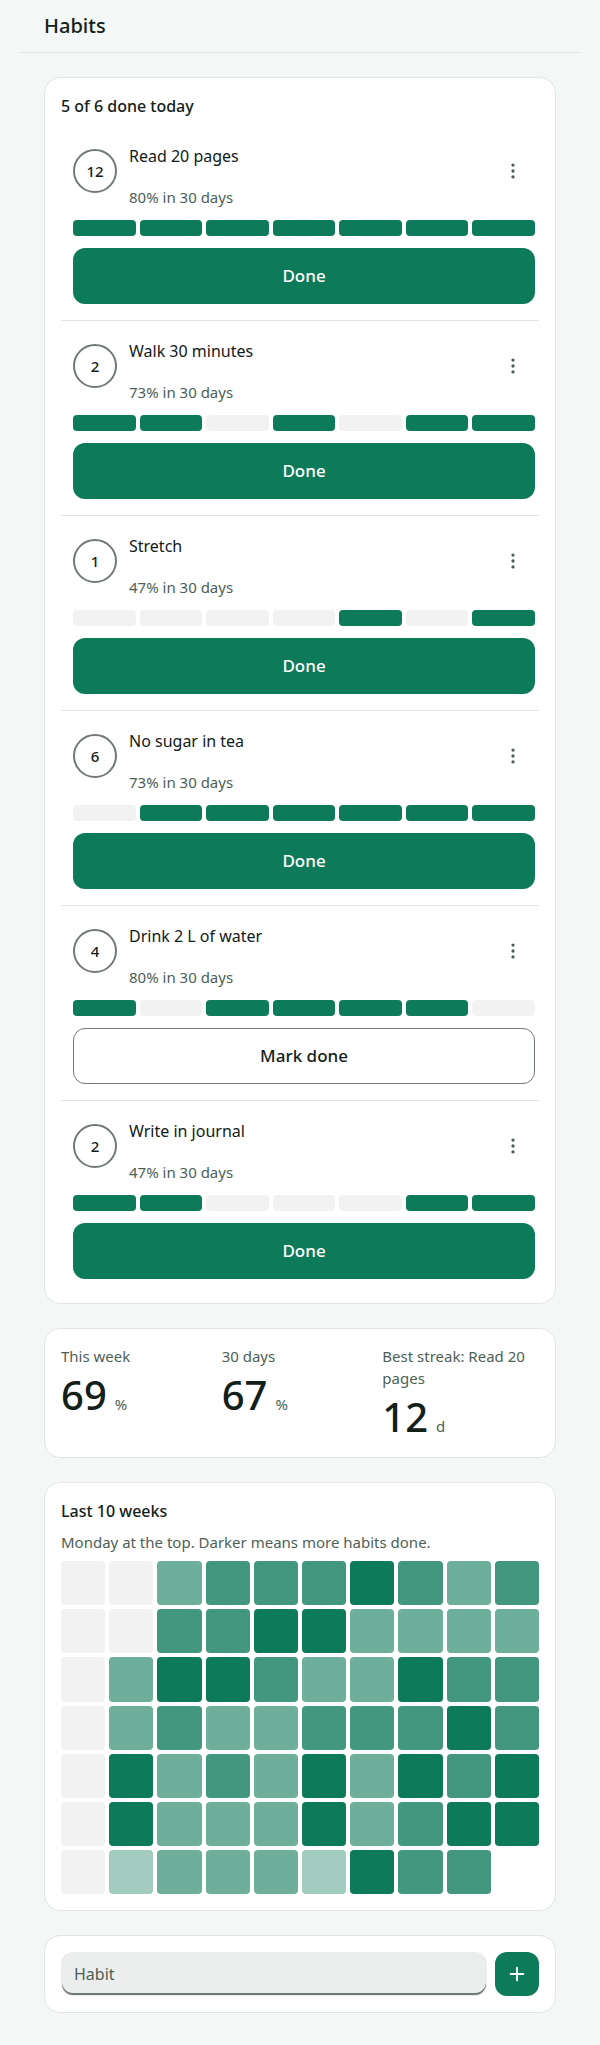 Habits
5 of 6 done today
12
Read 20 pages
80% in 30 days
Done
2
Walk 30 minutes
73% in 30 days
Done
1
Stretch
47% in 30 days
Done
6
No sugar in tea
73% in 30 days
Done
4
Drink 2 L of water
80% in 30 days
Mark done
2
Write in journal
47% in 30 days
Done
This week
69 %
30 days
67 %
Best streak: Read 20
pages
12 d
Last 10 weeks
Monday at the top. Darker means more habits done.
Habit